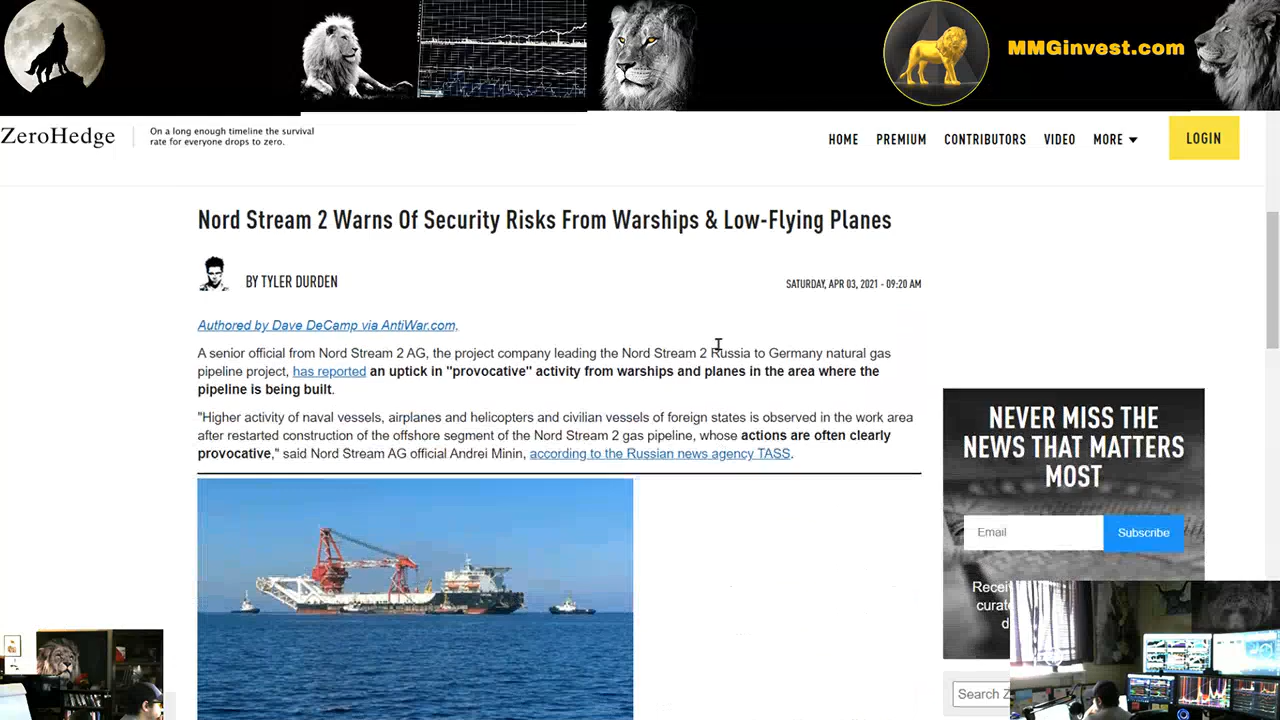 MMGinvest.com
ZeroHedge
On a long enough timeline the survival
rate for everyone drops to zero.
HOME PREMIUM CONTRIBUTORS VIDEO MORE
LOGIN
Nord Stream 2 Warns Of Security Risks From Warships & Low-Flying Planes
BY TYLER DURDEN
SATURDAY, APR 03, 2021 - 09:20 AM
Authored by Dave DeCamp via AntiWar.com,
A senior official from Nord Stream 2 AG, the project company leading the Nord Stream 2 Russia to Germany natural gas
pipeline project, has reported an uptick in "provocative" activity from warships and planes in the area where the
pipeline is being built.
"Higher activity of naval vessels, airplanes and helicopters and civilian vessels of foreign states is observed in the work area
after restarted construction of the offshore segment of the Nord Stream 2 gas pipeline, whose actions are often clearly
provocative," said Nord Stream AG official Andrei Minin, according to the Russian news agency TASS.
NEVER MISS THE
NEWS THAT MATTERS
MOST
Email
Subscribe
Search